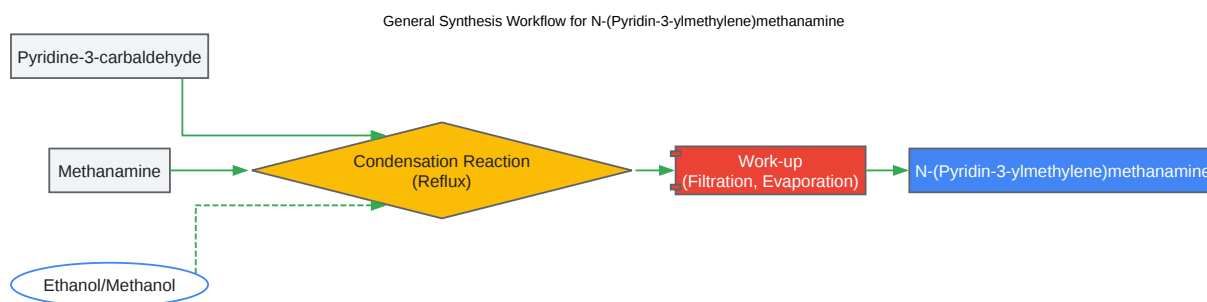 General Synthesis Workflow for N-(Pyridin-3-ylmethylene)methanamine
Pyridine-3-carbaldehyde
Methanamine
Condensation Reaction
(Reflux)
Work-up
(Filtration, Evaporation)
N-(Pyridin-3-ylmethylene)methanamine
Ethanol/Methanol